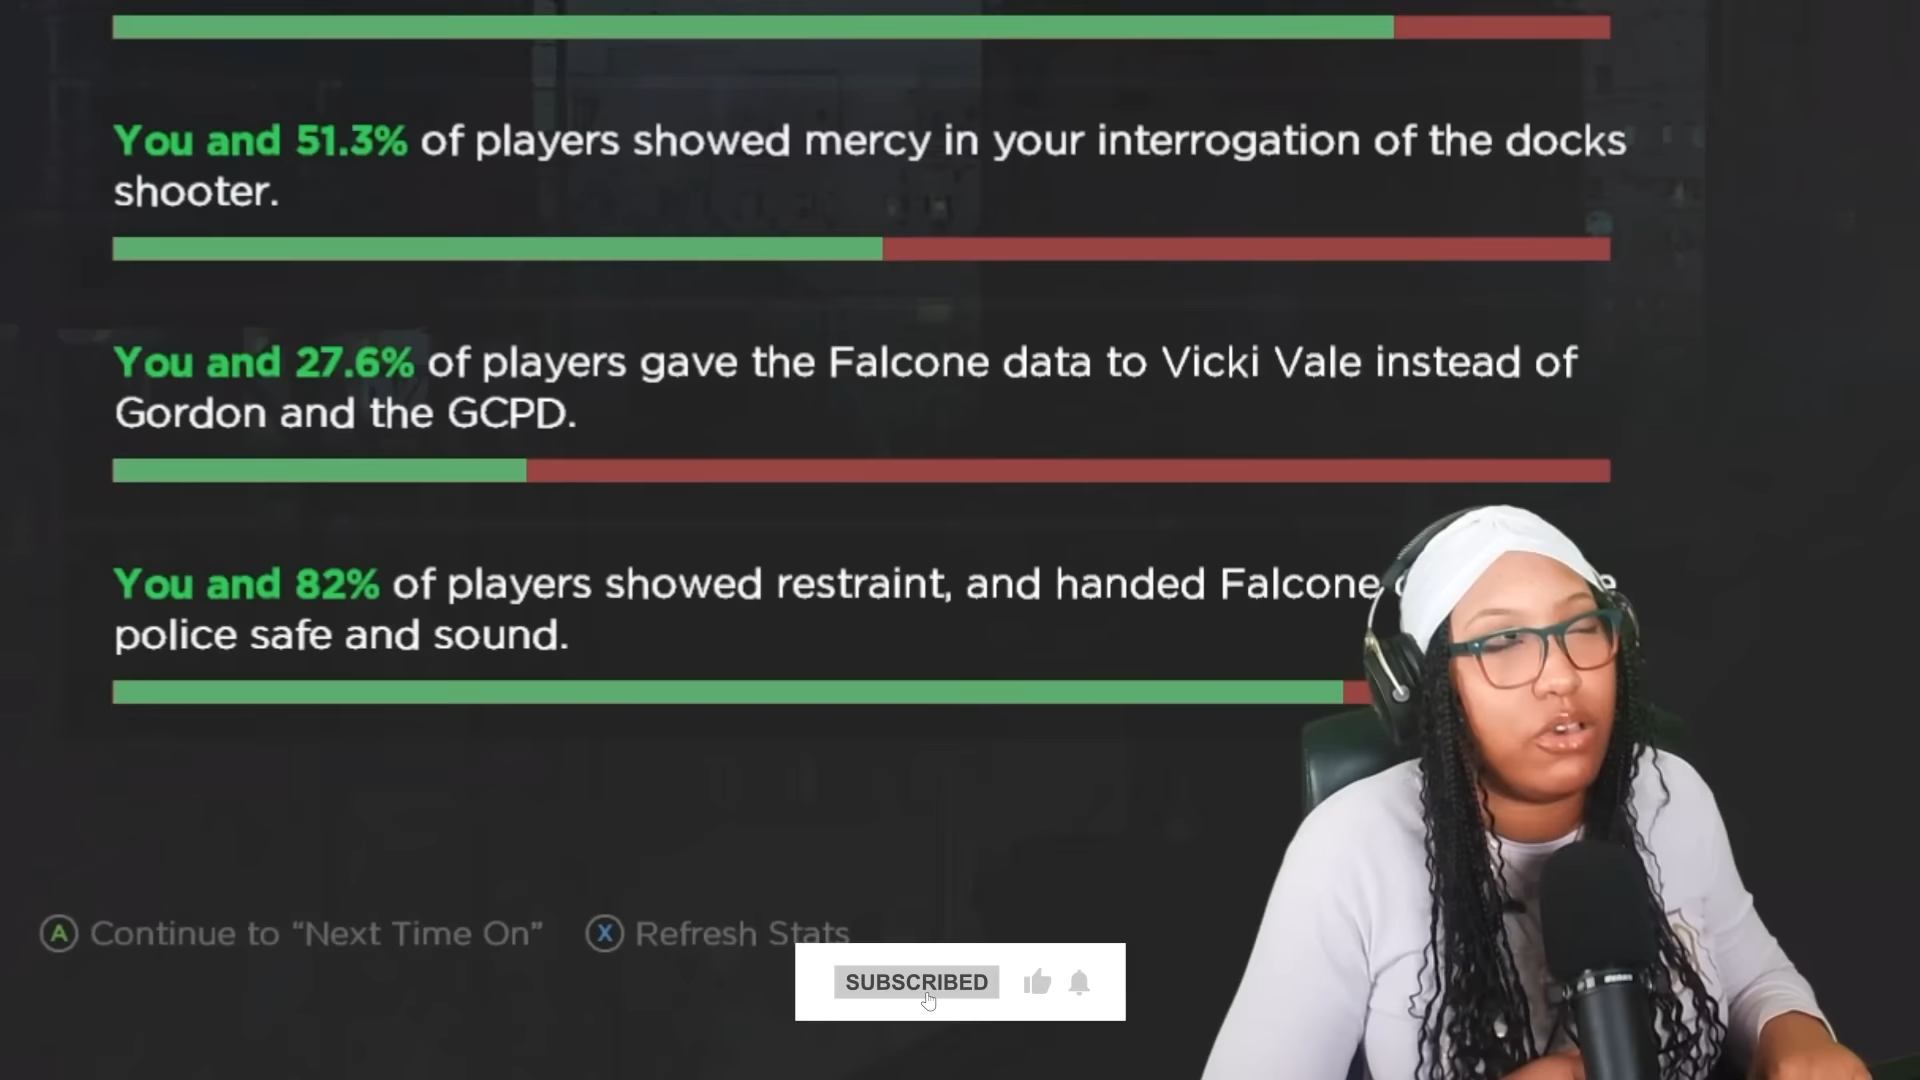 You and 51.3% of players showed mercy in your interrogation of the docks
shooter.
You and 27.6% of players gave the Falcone data to Vicki Vale instead of
Gordon and the GCPD.
You and 82% of players showed restraint, and handed Falcone
police safe and sound.
A Continue to "Next Time On" X Refresh Stats
SUBSCRIBED